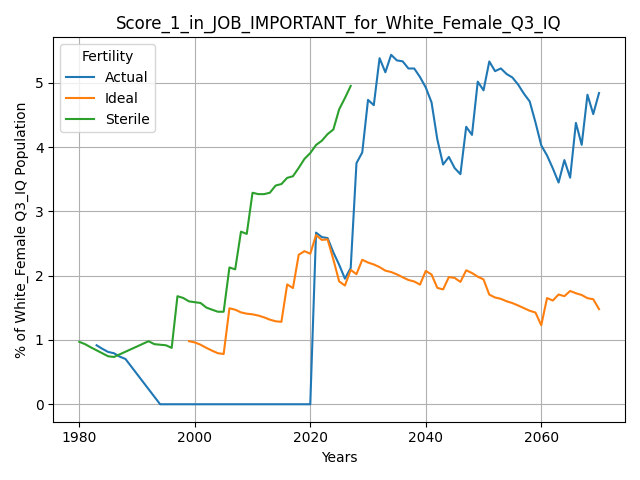 Score_1_in_JOB_IMPORTANT_for_White_Female_Q3_IQ
Fertility
Actual
Ideal
Sterile
% of White_Female Q3_IQ Population
5
4
3
2
1
0
1980 2000 2020 2040 2060
Years